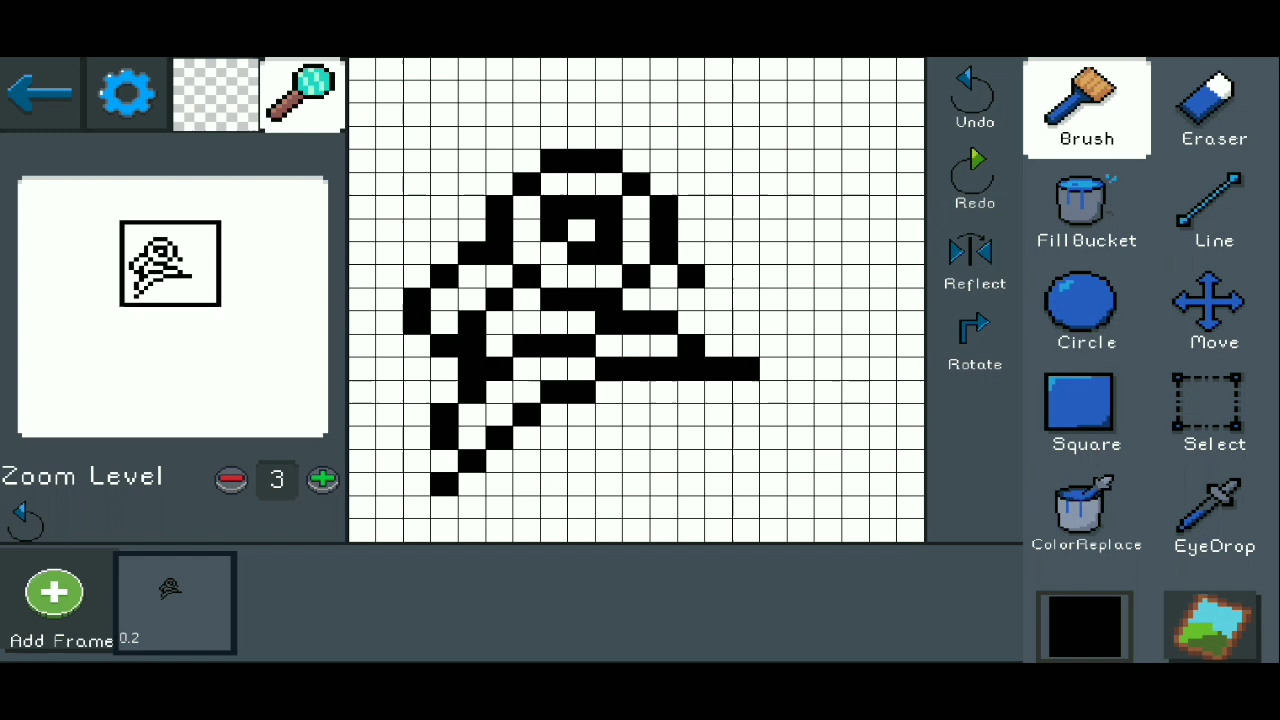 Undo
Redo
Reflect
Rotate
Brush
Eraser
FillBucket
Line
Circle
Move
Square
Select
ColorReplace
EyeDrop
Zoom Level
3
Add Frame
0.2